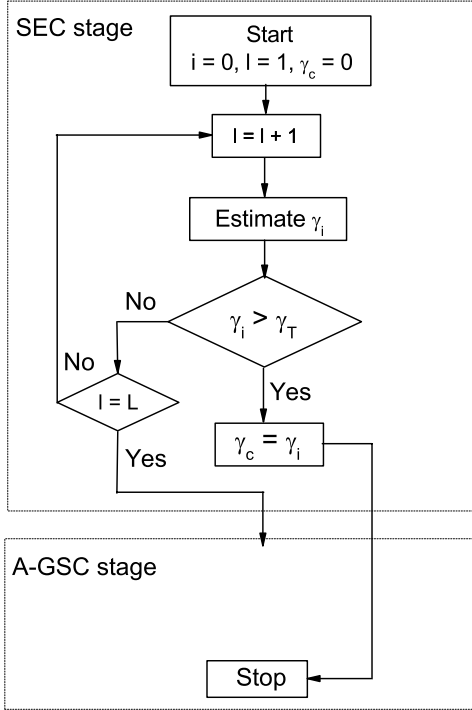 SEC stage
Start
i = 0, l = 1, γc = 0
l = l + 1
Estimate γi
No
γi > γT
No
Yes
l = L
γc = γi
Yes
A-GSC stage
Stop